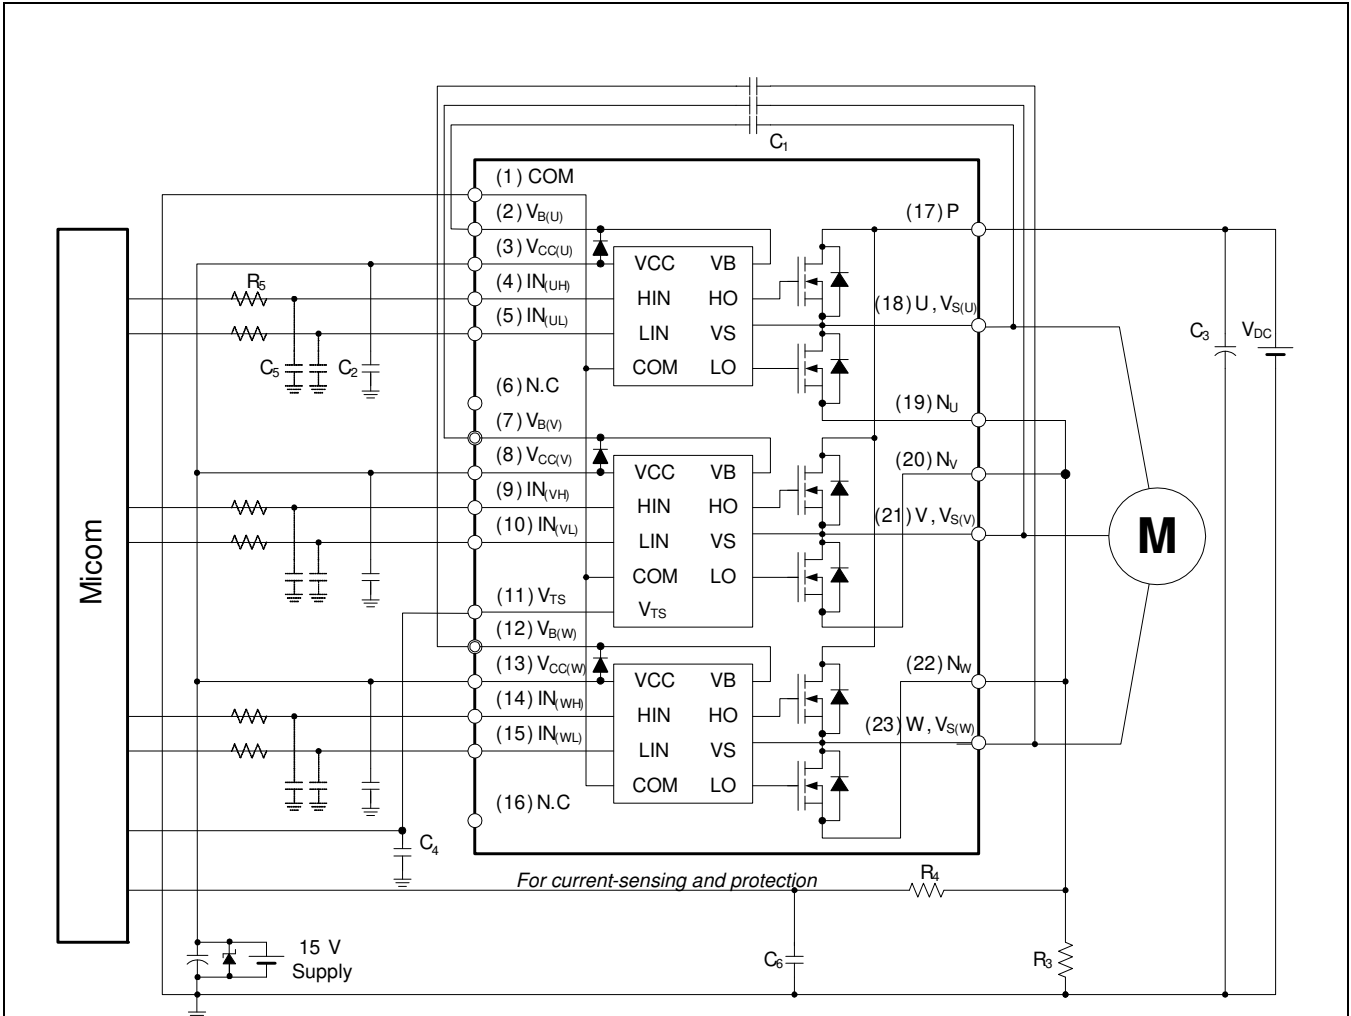 C1
(1) COM
(2) VB(U)
(3) VCC(U)
(4) IN(UH)
(5) IN(UL)
(6) N.C
(7) VB(V)
(8) VCC(V)
(9) IN(VH)
(10) IN(VL)
(11) VTS
(12) VB(W)
(13) VCC(W)
(14) IN(WH)
(15) IN(WL)
(16) N.C
VCC VB
HIN HO
LIN VS
COM LO
VCC VB
HIN HO
LIN VS
COM LO
VTS
VCC VB
HIN HO
LIN VS
COM LO
(17) P
(18) U, VS(U)
(19) NU
(20) NV
(21) V, VS(V)
(22) NW
(23) W, VS(W)
R5
C5
C2
Micom
C3
VDC
M
C4
For current-sensing and protection
R4
15 V
Supply
C6
R3